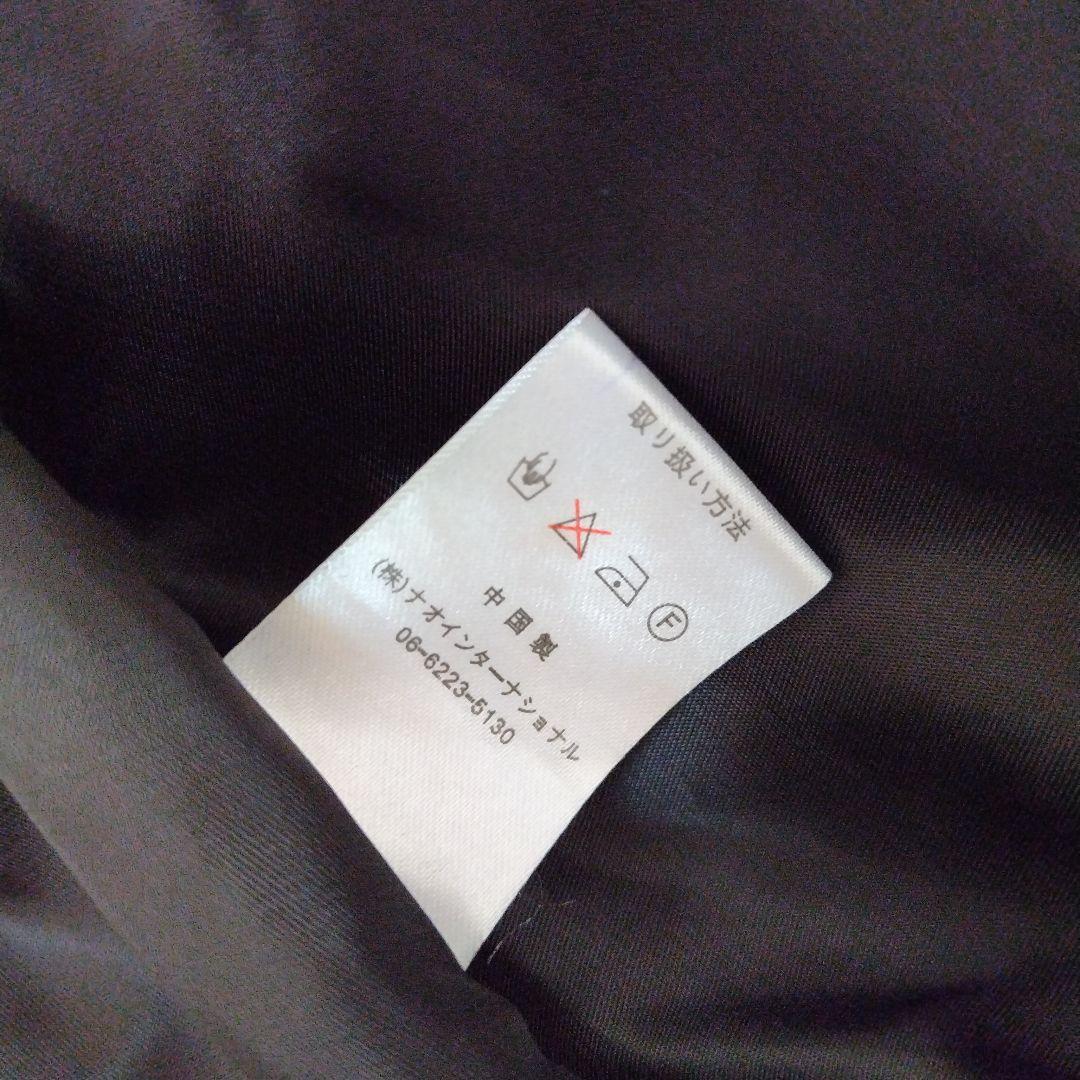 取り扱い方法
F
中国製
(株)ナオインターナショナル
06-6223-5130